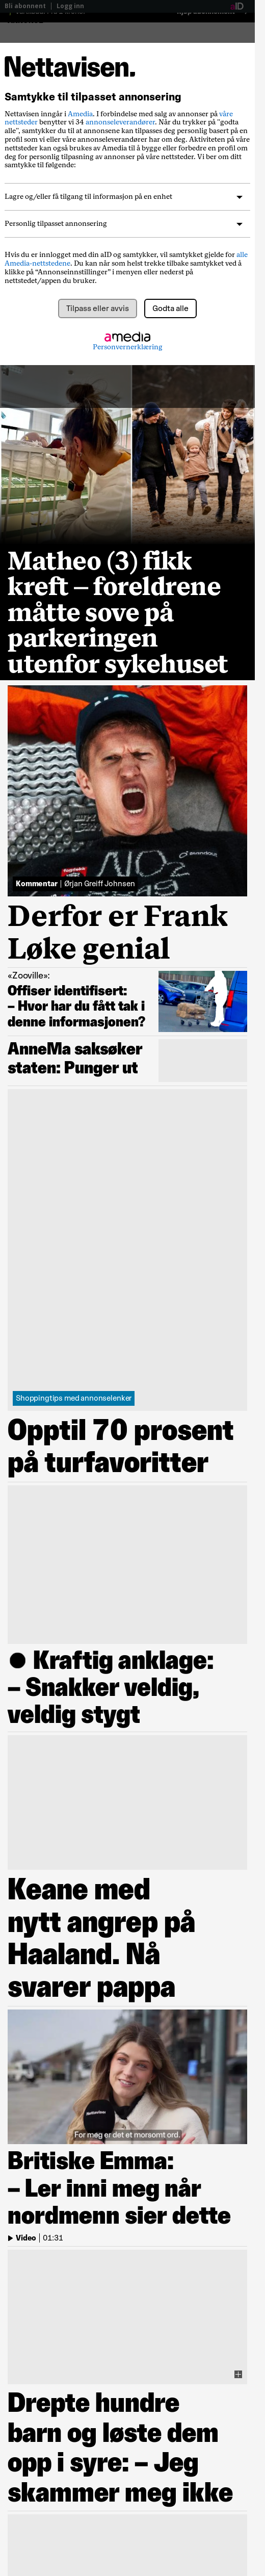 Bli abonnent | Logg inn
aID
Nettavisen.
Samtykke til tilpasset annonsering
Nettavisen inngår i Amedia. I forbindelse med salg av annonser på våre
nettsteder benytter vi 34 annonseleverandører. Når du trykker på "godta
alle", samtykker du til at annonsene kan tilpasses deg personlig basert på en
profil som vi eller våre annonseleverandører har om deg. Aktiviteten på våre
nettsteder kan også brukes av Amedia til å bygge eller forbedre en profil om
deg for personlig tilpasning av annonser på våre nettsteder. Vi ber om ditt
samtykke til følgende:
Lagre og/eller få tilgang til informasjon på en enhet
Personlig tilpasset annonsering
Hvis du er innlogget med din aID og samtykker, vil samtykket gjelde for alle
Amedia-nettstedene. Du kan når som helst trekke tilbake samtykket ved å
klikke på “Annonseinnstillinger” i menyen eller nederst på
nettstedet/appen du bruker.
Tilpass eller avvis
Godta alle
amedia
Personvernerklæring
Matheo (3) fikk
kreft – foreldrene
måtte sove på
parkeringen
utenfor sykehuset
Kommentar | Ørjan Greiff Johnsen
Derfor er Frank
Løke genial
«Zooville»:
Offiser identifisert:
– Hvor har du fått tak i
denne informasjonen?
AnneMa saksøker
staten: Punger ut
Shoppingtips med annonselenker
Opptil 70 prosent
på turfavoritter
● Kraftig anklage:
– Snakker veldig,
veldig stygt
Keane med
nytt angrep på
Haaland. Nå
svarer pappa
For meg er det et morsomt ord.
Britiske Emma:
– Ler inni meg når
nordmenn sier dette
Video | 01:31
Drepte hundre
barn og løste dem
opp i syre: – Jeg
skammer meg ikke